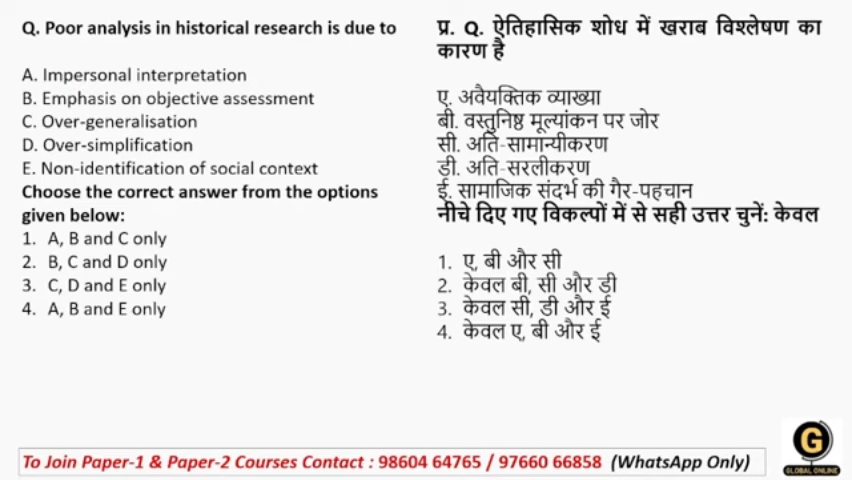 Q. Poor analysis in historical research is due to
A. Impersonal interpretation
B. Emphasis on objective assessment
C. Over-generalisation
D. Over-simplification
E. Non-identification of social context
Choose the correct answer from the options
given below:
1. A, B and C only
2. B, C and D only
3. C, D and E only
4. A, B and E only
प्र. Q. ऐतिहासिक शोध में खराब विश्लेषण का
कारण है
ए. अवैयक्तिक व्याख्या
बी. वस्तुनिष्ठ मूल्यांकन पर जोर
सी. अति-सामान्यीकरण
डी. अति-सरलीकरण
ई. सामाजिक संदर्भ की गैर-पहचान
नीचे दिए गए विकल्पों में से सही उत्तर चुनें: केवल
1. ए, बी और सी
2. केवल बी, सी और डी
3. केवल सी, डी और ई
4. केवल ए, बी और ई
G
GLOBAL ONLINE
To Join Paper-1 & Paper-2 Courses Contact : 98604 64765 / 97660 66858 (WhatsApp Only)